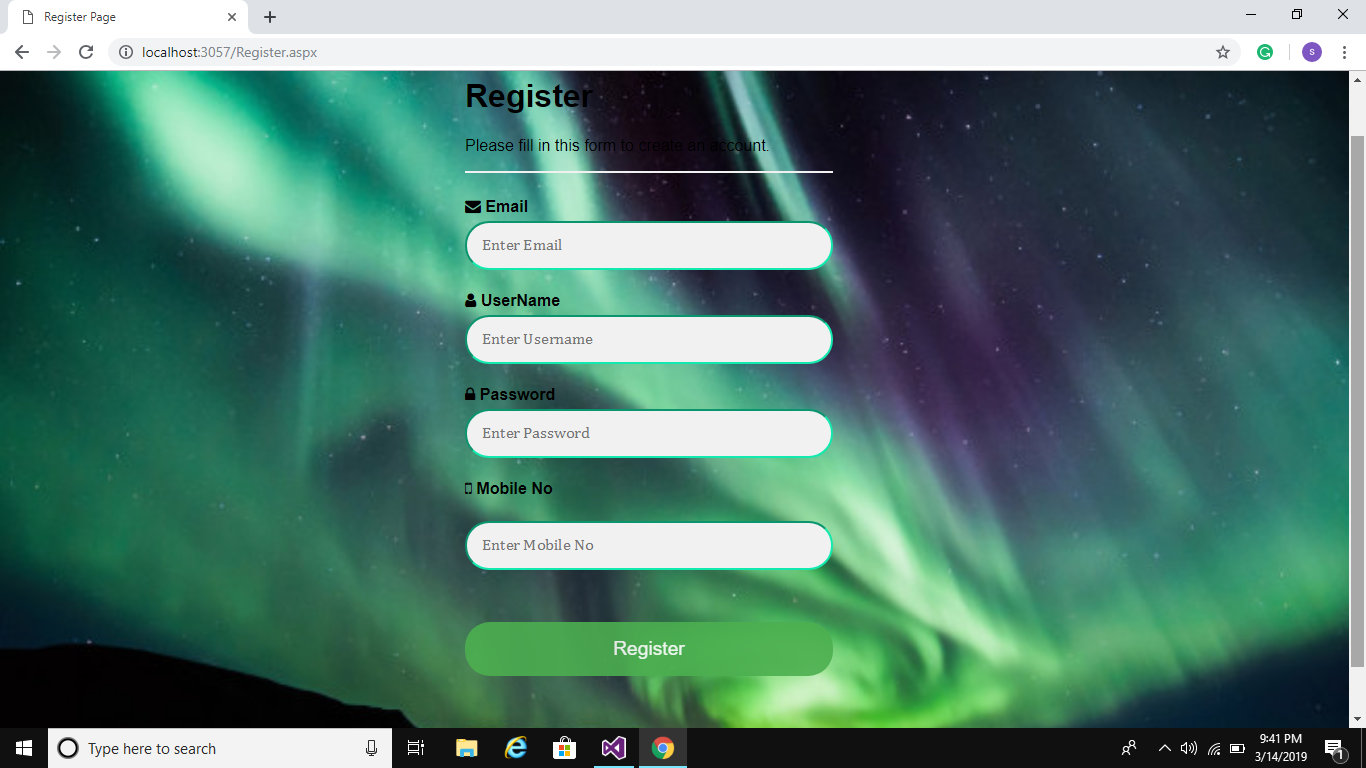 Register Page
localhost:3057/Register.aspx
s
Register
Please fill in this form to create an account.
Email
Enter Email
UserName
Enter Username
Password
Enter Password
Mobile No
Enter Mobile No
Register
Type here to search
9:41 PM
3/14/2019
1